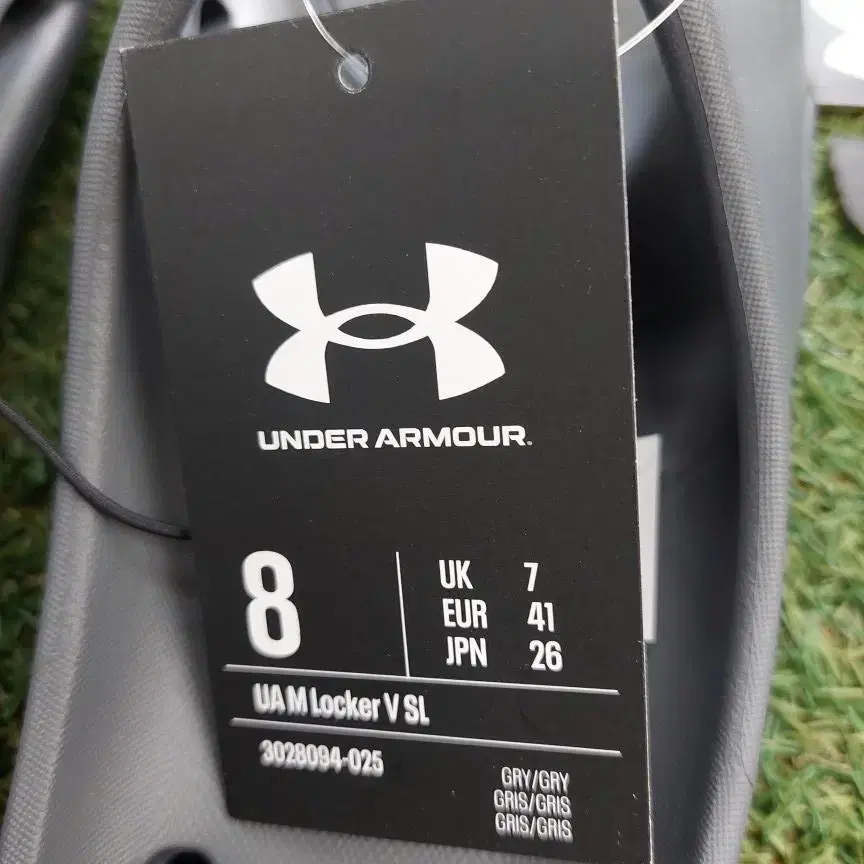 UNDER ARMOUR.
8
UK 7
EUR 41
JPN 26
UA M Locker V SL
3028094-025
GRY/GRY
GRIS/GRIS
GRIS/GRIS